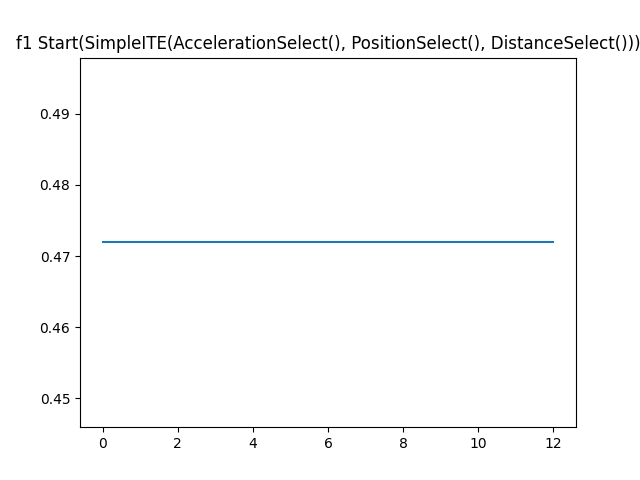 f1 Start(SimpleITE(AccelerationSelect(), PositionSelect(), DistanceSelect()))
0.49
0.48
0.47
0.46
0.45
0 2 4 6 8 10 12